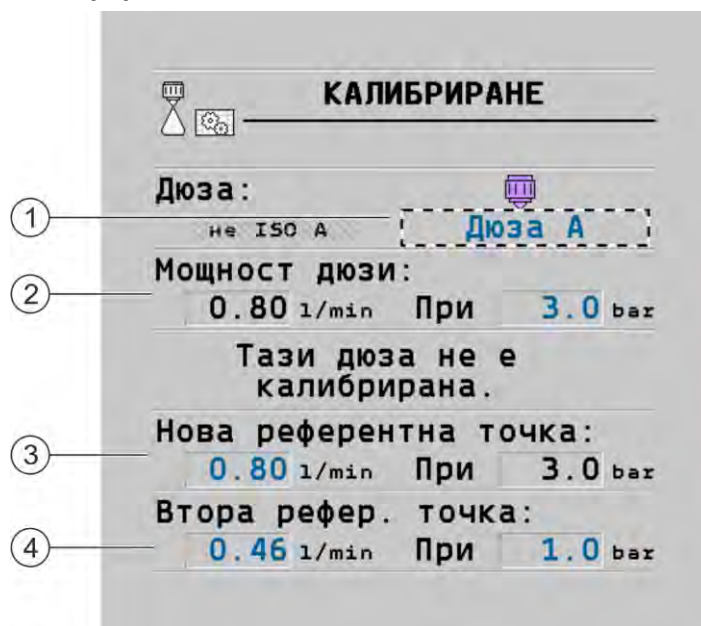 КАЛИБРИРАНЕ
Дюза:
1 не ISO A Дюза A
Мощност дюзи:
2 0.80 l/min При 3.0 bar
Тази дюза не е
калибрирана.
Нова референтна точка:
3 0.80 l/min При 3.0 bar
Втора рефер. точка:
4 0.46 l/min При 1.0 bar